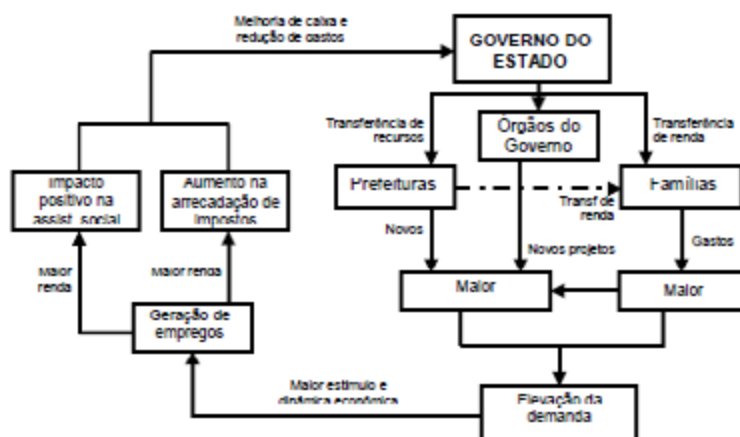 Melhoria de caixa e
redução de gastos
GOVERNO DO
ESTADO
Transferência de
recursos
Órgãos do
Governo
Transferência
de renda
Impacto
positivo na
assist. social
Aumento na
arrecadação de
impostos
Prefeituras
Famílias
Transf de
renda
Novos
Novos projetos
Gastos
Maior
renda
Maior renda
Maior
Maior
Geração de
empregos
Maior estímulo e
dinâmica econômica
Elevação da
demanda